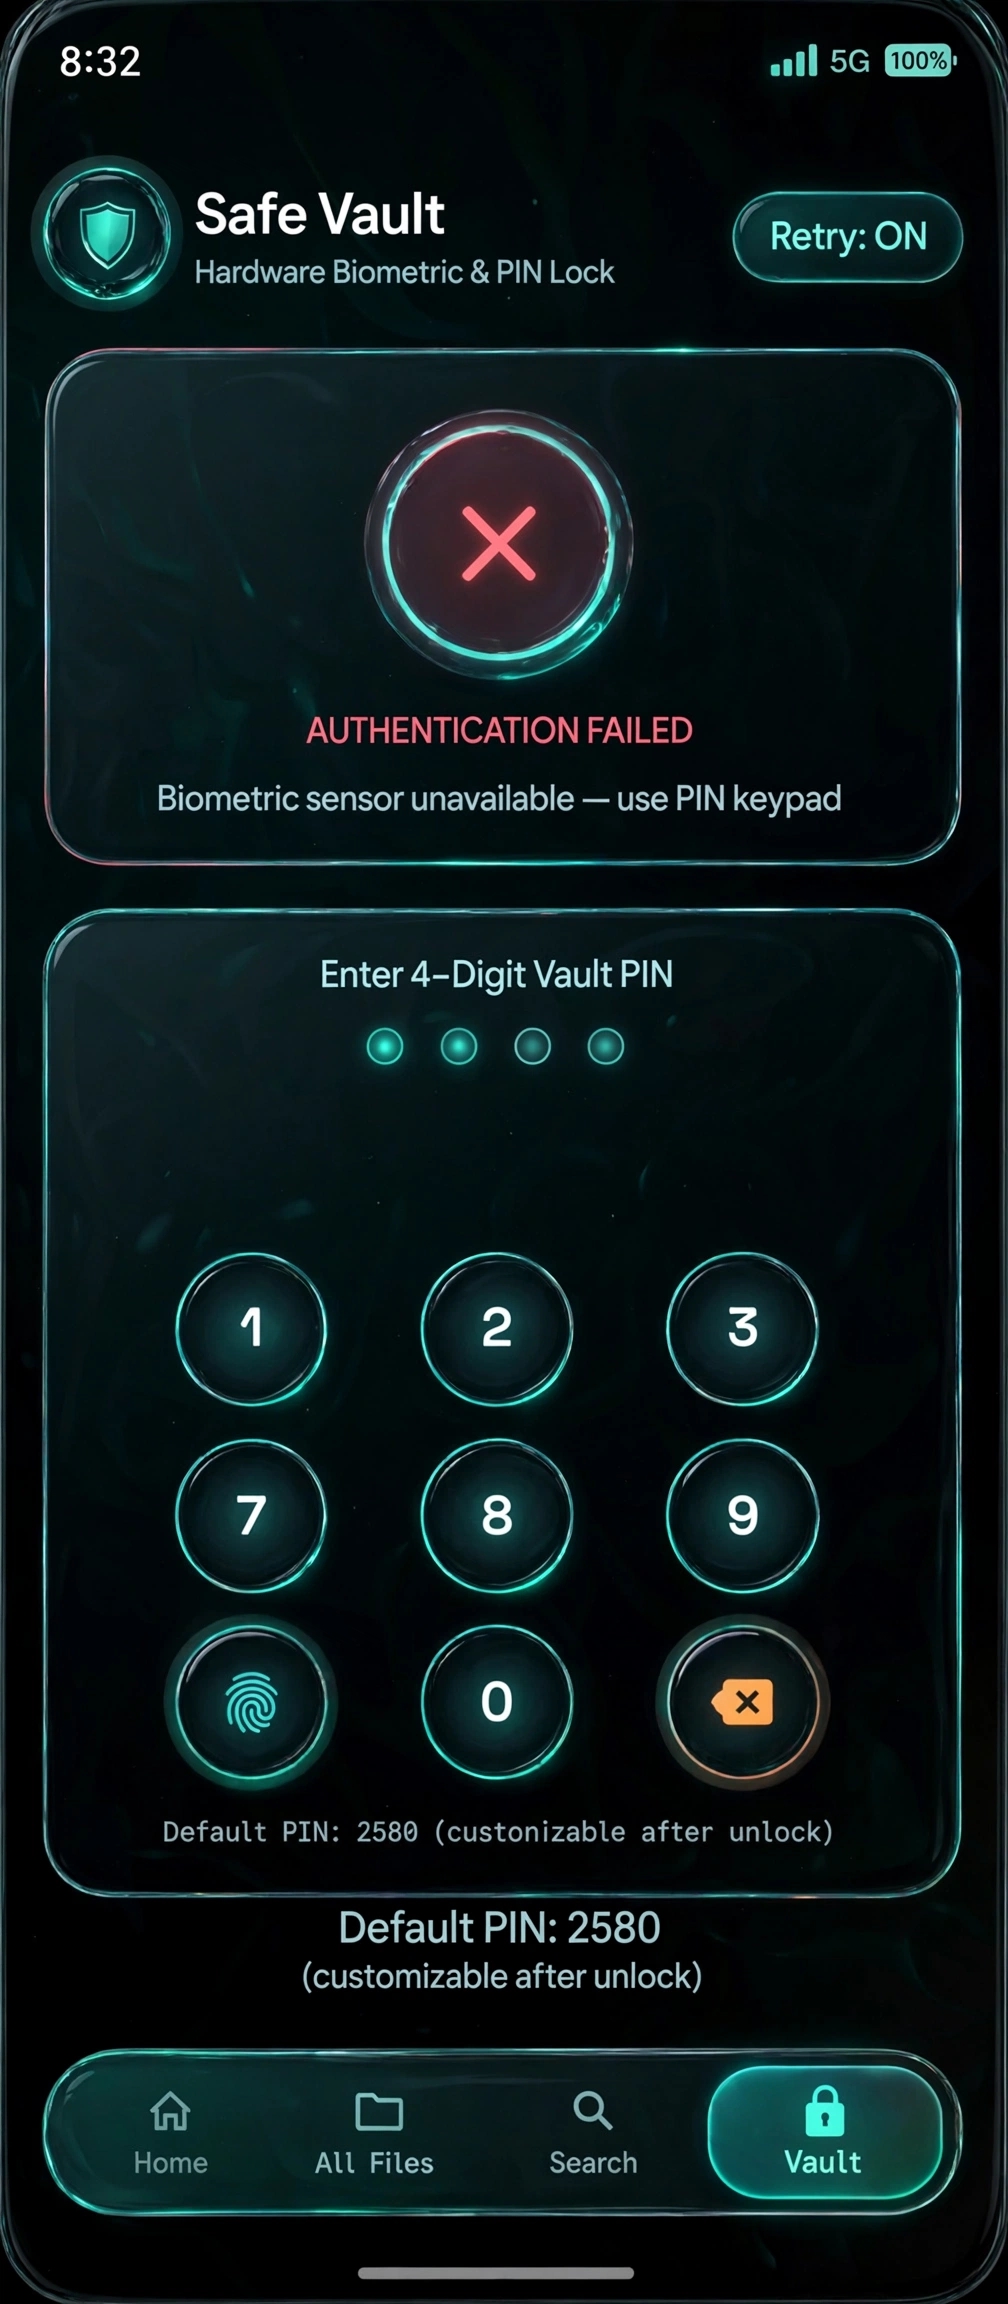 8:32 5G 100%
Safe Vault
Hardware Biometric & PIN Lock
Retry: ON
AUTHENTICATION FAILED
Biometric sensor unavailable — use PIN keypad
Enter 4–Digit Vault PIN
1 2 3
7 8 9
0
Default PIN: 2580 (custonizable after unlock)
Default PIN: 2580
(customizable after unlock)
Home All Files Search Vault